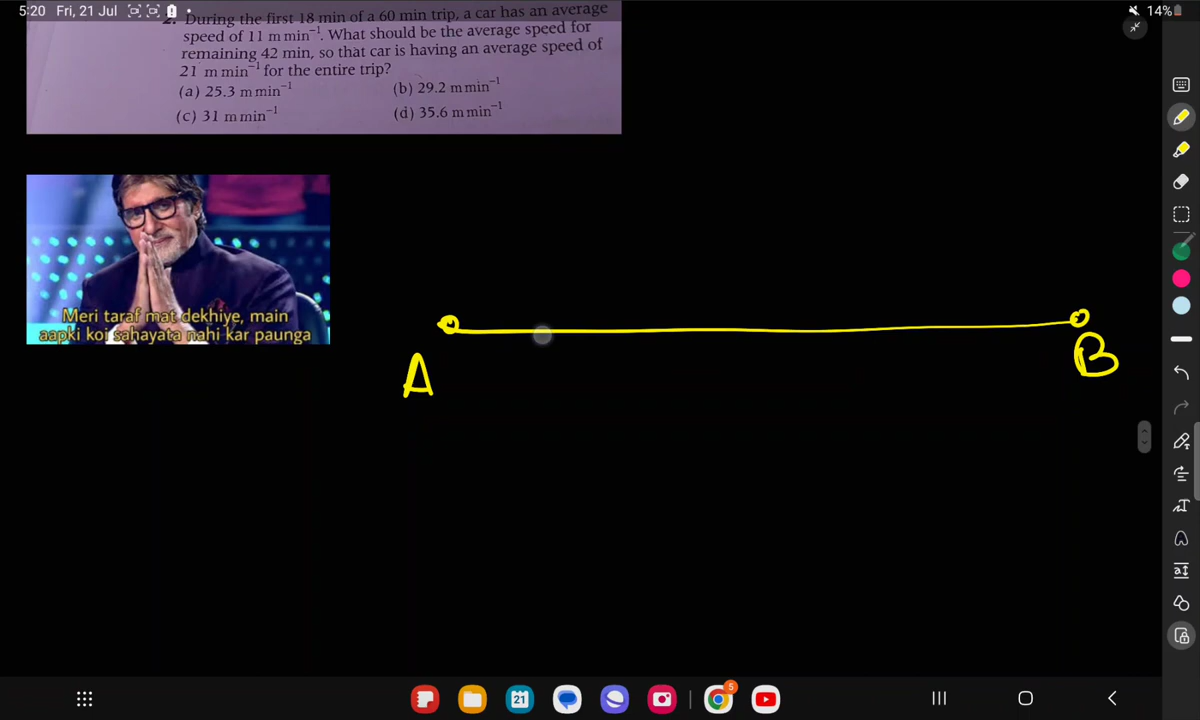 5:20 Fri, 21 Jul
14%
2. During the first 18 min of a 60 min trip, a car has an average
speed of 11 m min⁻¹. What should be the average speed for
remaining 42 min, so that car is having an average speed of
21 m min⁻¹ for the entire trip?
(a) 25.3 m min⁻¹ (b) 29.2 m min⁻¹
(c) 31 m min⁻¹ (d) 35.6 m min⁻¹
Meri taraf mat dekhiye, main
aapki koi sahayata nahi kar paunga
A
B
21
5